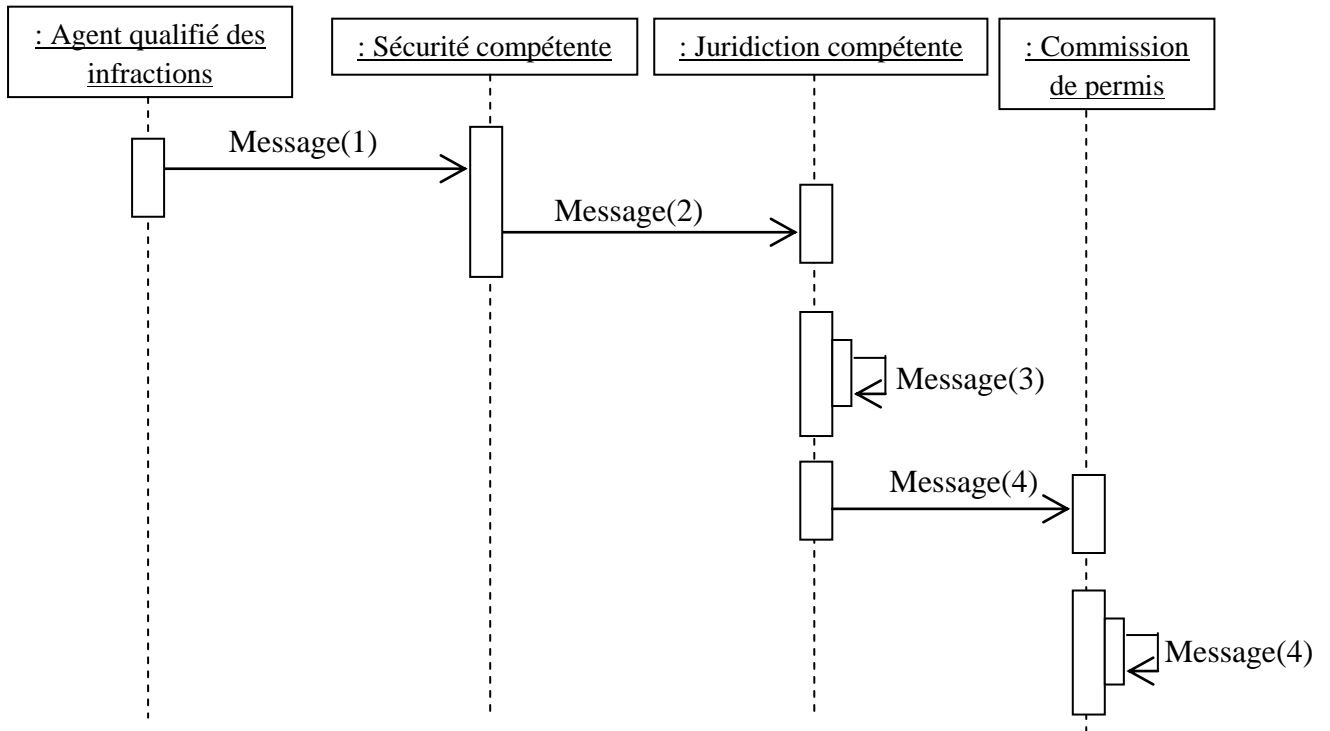 : Agent qualifié des
infractions
: Sécurité compétente
: Juridiction compétente
: Commission
de permis
Message(1)
Message(2)
Message(3)
Message(4)
Message(4)